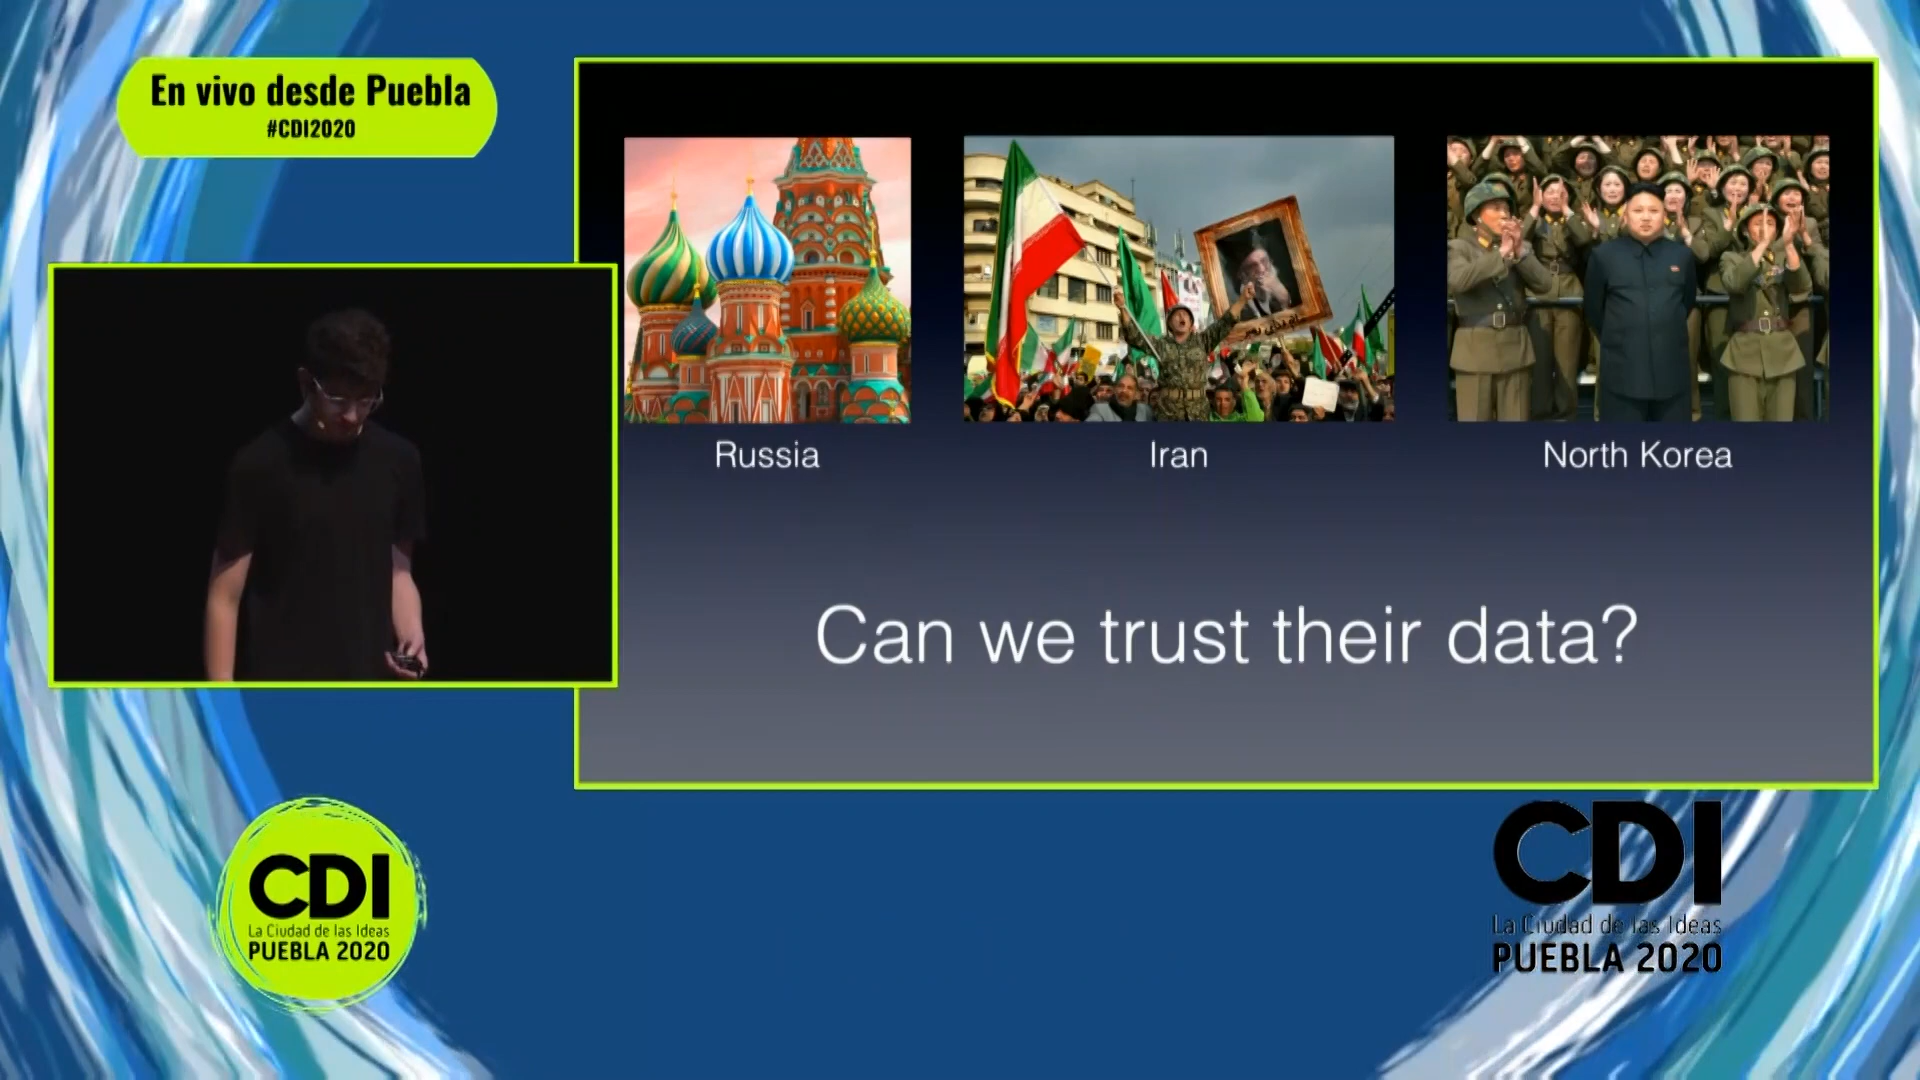 En vivo desde Puebla
#CDI2020
Russia
Iran
North Korea
Can we trust their data?
CDI
La Ciudad de las Ideas
PUEBLA 2020
CDI
La Ciudad de las Ideas
PUEBLA 2020